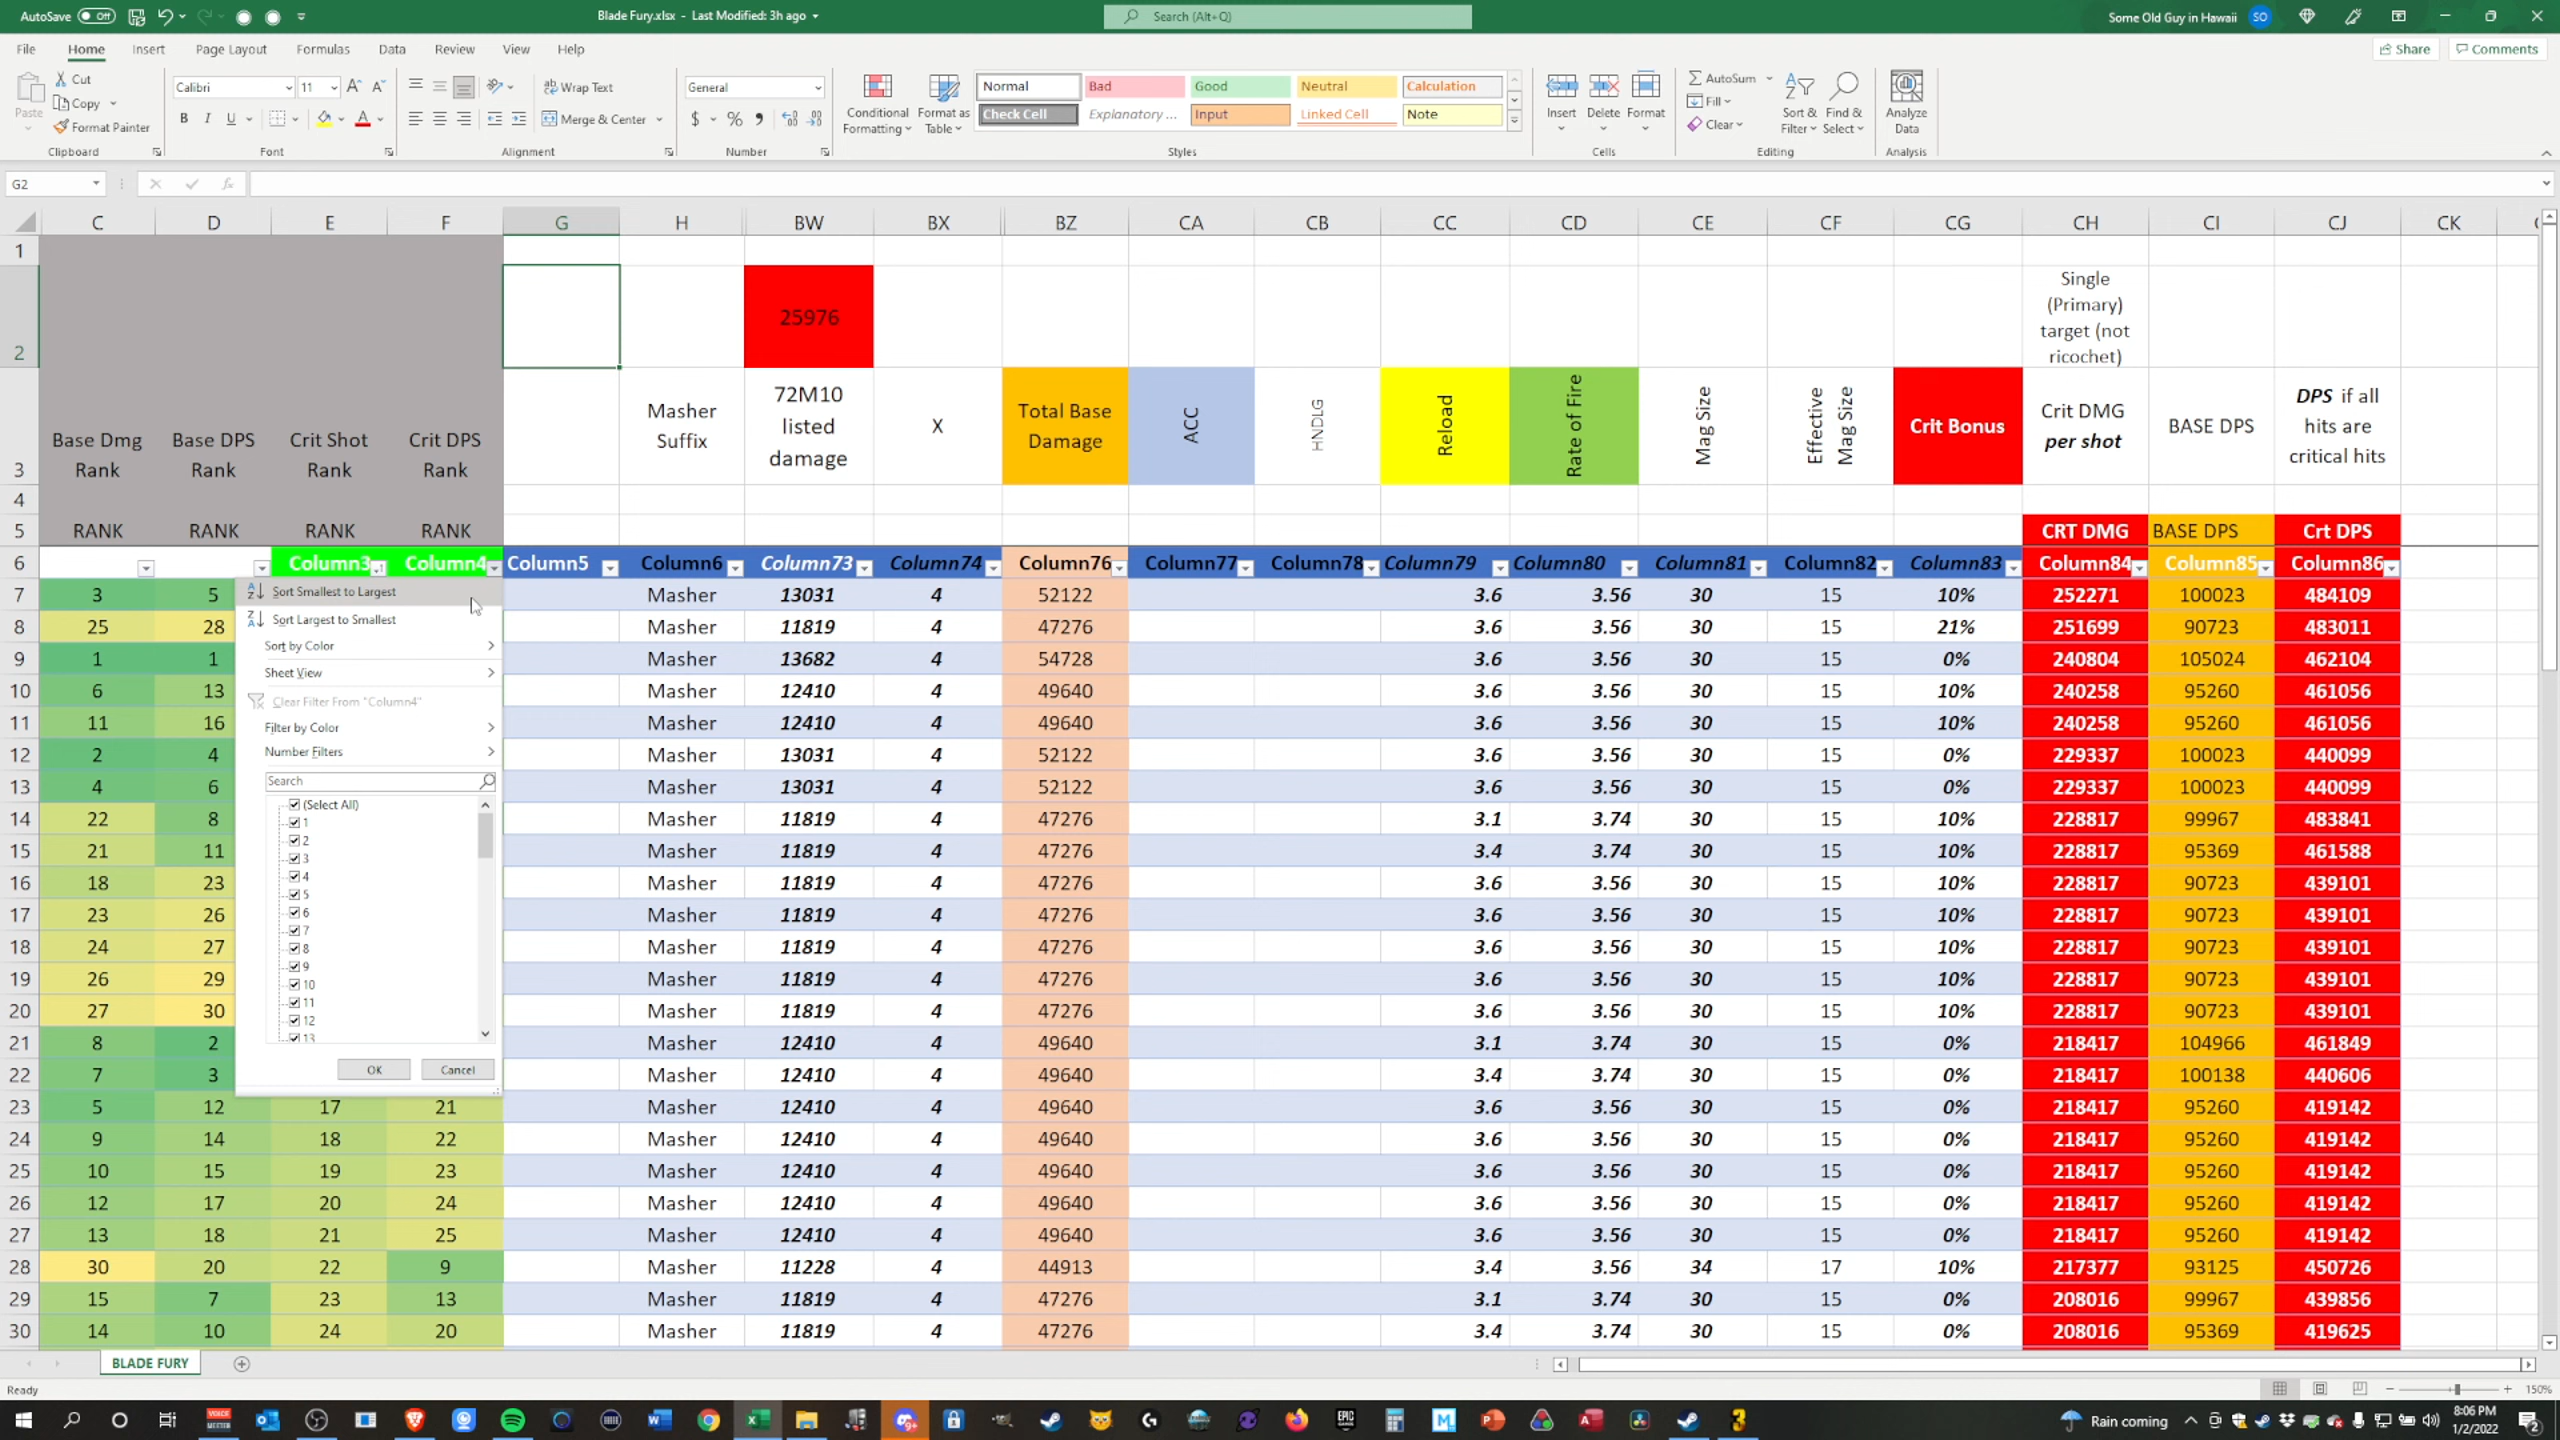 AutoSave Off
Blade Fury.xlsx - Last Modified: 3h ago
Search (Alt+Q)
Some Old Guy in Hawaii SO
File Home Insert Page Layout Formulas Data Review View Help Share Comments
Paste Cut Copy Format Painter Clipboard
Calibri 11 B I U Font
Wrap Text Merge & Center Alignment
General $ % Number
Conditional Formatting Format as Table
Normal Bad Good Neutral Calculation
Check Cell Explanatory ... Input Linked Cell Note
Styles
Insert Delete Format Cells
AutoSum Fill Clear Sort & Filter Find & Select Editing
Analyze Data Analysis
G2 fx
C D E F G H BW BX BZ CA CB CC CD CE CF CG CH CI CJ CK
1
2 25976 Single (Primary) target (not ricochet)
3 Base Dmg Rank Base DPS Rank Crit Shot Rank Crit DPS Rank Masher Suffix 72M10 listed damage X Total Base Damage ACC HNDLG Reload Rate of Fire Mag Size Effective Mag Size Crit Bonus Crit DMG per shot BASE DPS DPS if all hits are critical hits
4
5 RANK RANK RANK RANK CRT DMG BASE DPS Crt DPS
6 Column3 Column4 Column5 Column6 Column73 Column74 Column76 Column77 Column78 Column79 Column80 Column81 Column82 Column83 Column84 Column85 Column86
7 3 5 Masher 13031 4 52122 3.6 3.56 30 15 10% 252271 100023 484109
8 25 28 Masher 11819 4 47276 3.6 3.56 30 15 21% 251699 90723 483011
9 1 1 Masher 13682 4 54728 3.6 3.56 30 15 0% 240804 105024 462104
10 6 13 Masher 12410 4 49640 3.6 3.56 30 15 10% 240258 95260 461056
11 11 16 Masher 12410 4 49640 3.6 3.56 30 15 10% 240258 95260 461056
12 2 4 Masher 13031 4 52122 3.6 3.56 30 15 0% 229337 100023 440099
13 4 6 Masher 13031 4 52122 3.6 3.56 30 15 0% 229337 100023 440099
14 22 8 Masher 11819 4 47276 3.1 3.74 30 15 10% 228817 99967 483841
15 21 11 Masher 11819 4 47276 3.4 3.74 30 15 10% 228817 95369 461588
16 18 23 Masher 11819 4 47276 3.6 3.56 30 15 10% 228817 90723 439101
17 23 26 Masher 11819 4 47276 3.6 3.56 30 15 10% 228817 90723 439101
18 24 27 Masher 11819 4 47276 3.6 3.56 30 15 10% 228817 90723 439101
19 26 29 Masher 11819 4 47276 3.6 3.56 30 15 10% 228817 90723 439101
20 27 30 Masher 11819 4 47276 3.6 3.56 30 15 10% 228817 90723 439101
21 8 2 Masher 12410 4 49640 3.1 3.74 30 15 0% 218417 104966 461849
22 7 3 Masher 12410 4 49640 3.4 3.74 30 15 0% 218417 100138 440606
23 5 12 17 21 Masher 12410 4 49640 3.6 3.56 30 15 0% 218417 95260 419142
24 9 14 18 22 Masher 12410 4 49640 3.6 3.56 30 15 0% 218417 95260 419142
25 10 15 19 23 Masher 12410 4 49640 3.6 3.56 30 15 0% 218417 95260 419142
26 12 17 20 24 Masher 12410 4 49640 3.6 3.56 30 15 0% 218417 95260 419142
27 13 18 21 25 Masher 12410 4 49640 3.6 3.56 30 15 0% 218417 95260 419142
28 30 20 22 9 Masher 11228 4 44913 3.4 3.56 34 17 10% 217377 93125 450726
29 15 7 23 13 Masher 11819 4 47276 3.1 3.74 30 15 0% 208016 99967 439856
30 14 10 24 20 Masher 11819 4 47276 3.4 3.74 30 15 0% 208016 95369 419625
Sort Smallest to Largest
Sort Largest to Smallest
Sort by Color
Sheet View
Clear Filter From "Column4"
Filter by Color
Number Filters
Search
(Select All)
1
2
3
4
5
6
7
8
9
10
11
12
13
OK Cancel
BLADE FURY
Ready 150%
Rain coming 8:06 PM
1/2/2022